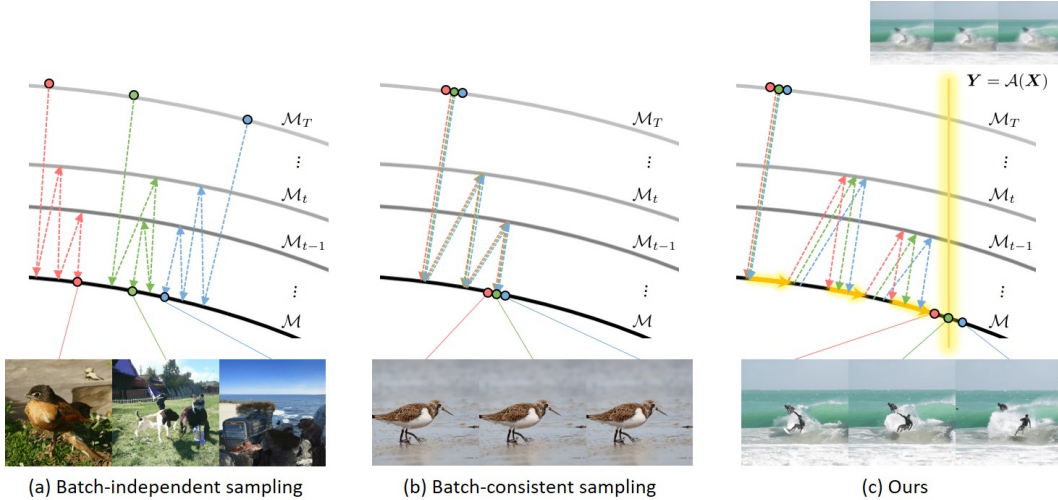 𝓜_T
⋮
𝓜_t
𝓜_{t−1}
⋮
𝓜
(a) Batch-independent sampling
𝓜_T
⋮
𝓜_t
𝓜_{t−1}
⋮
𝓜
(b) Batch-consistent sampling
Y = 𝒜(X)
𝓜_T
⋮
𝓜_t
𝓜_{t−1}
⋮
𝓜
(c) Ours